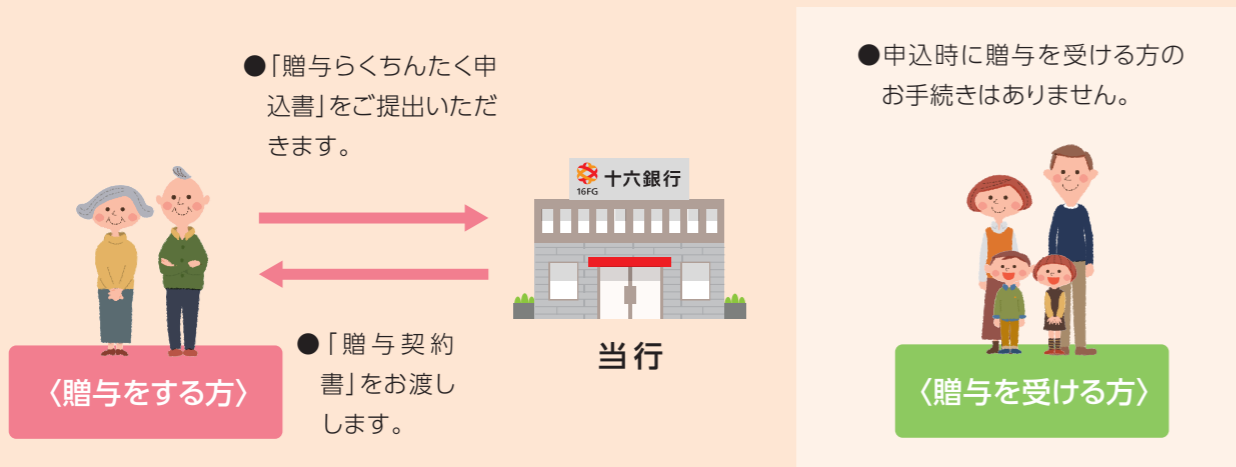 ●「贈与らくちんたく申
込書」をご提出いただ
きます。
16FG
十六銀行
●「贈与契約
書」をお渡し
します。
当行
〈贈与をする方〉
●申込時に贈与を受ける方の
お手続きはありません。
〈贈与を受ける方〉